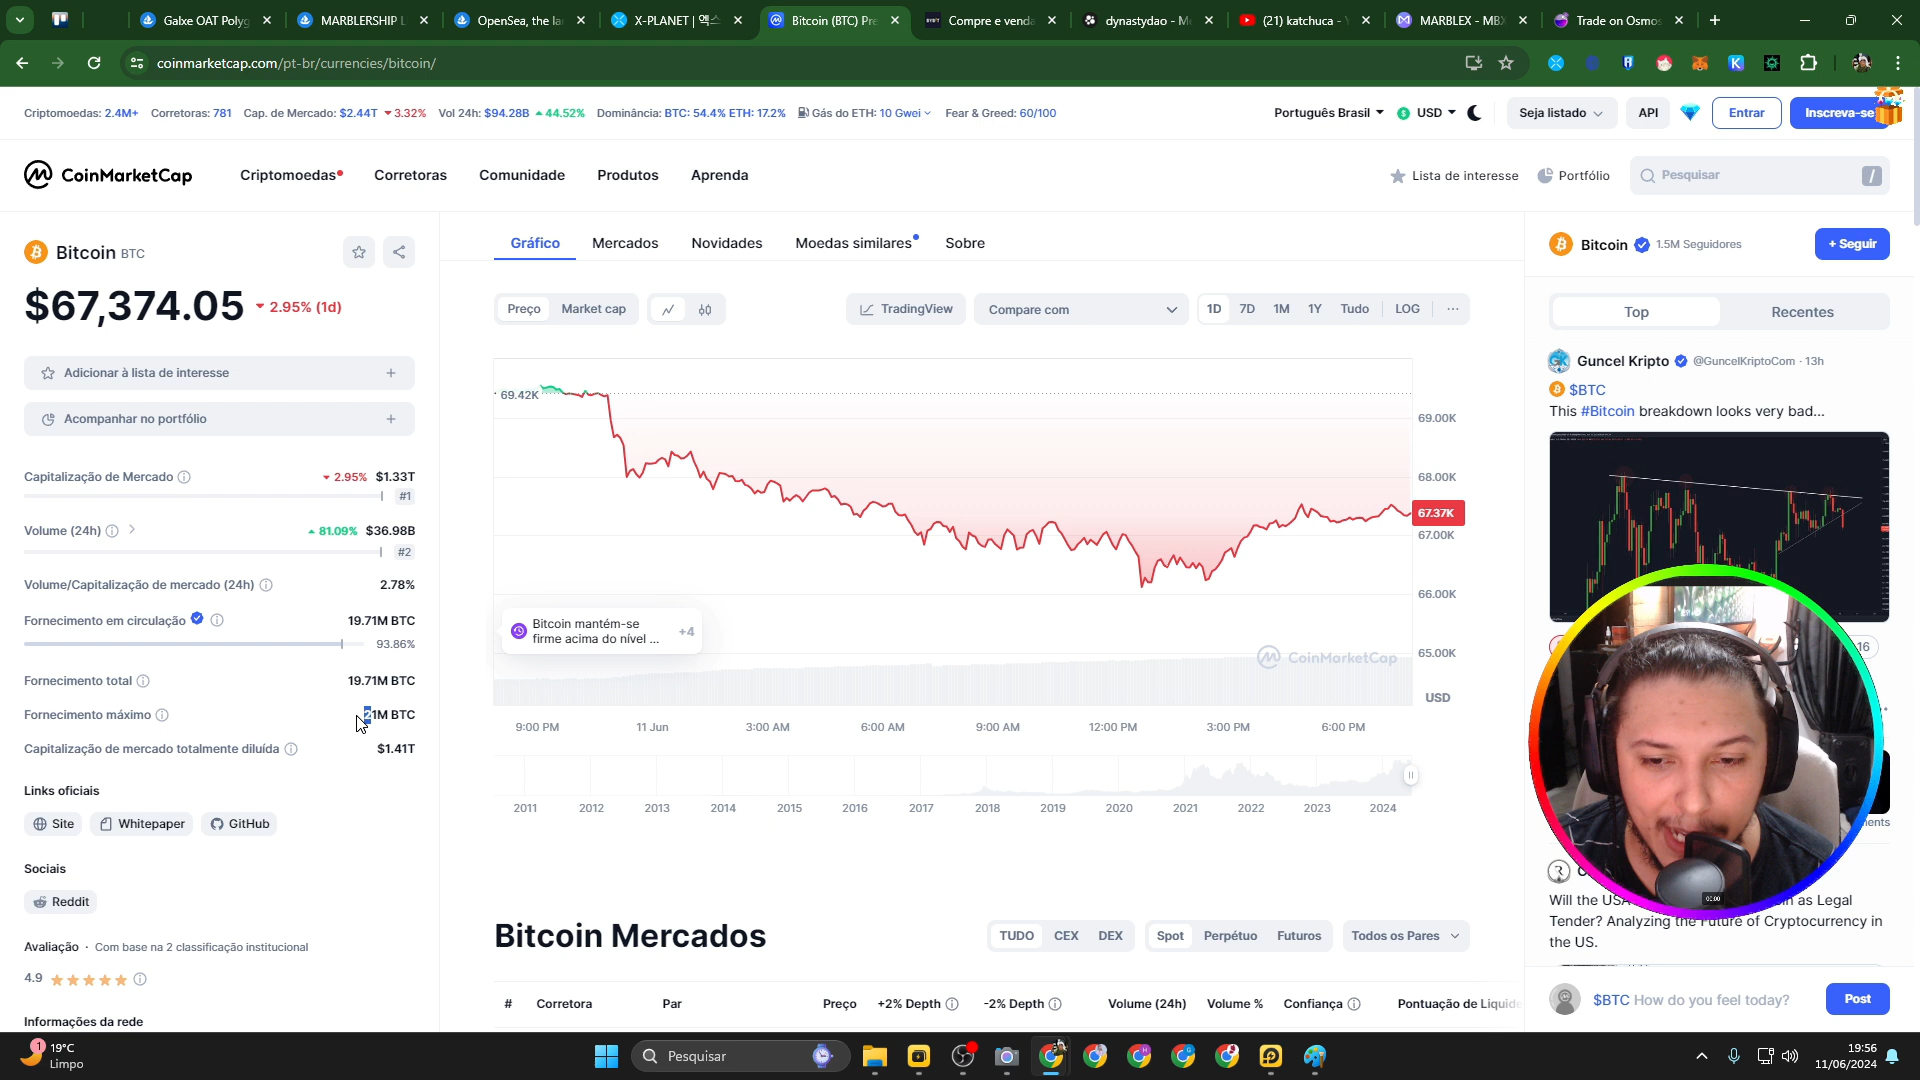 Galxe OAT Polyg
MARBLERSHIP L
OpenSea, the la
X-PLANET | 엑스
Bitcoin (BTC) Pre
Compre e venda
dynastydao - Me
(21) katchuca - Y
MARBLEX - MBX
Trade on Osmos
coinmarketcap.com/pt-br/currencies/bitcoin/
Criptomoedas: 2.4M+ Corretoras: 781 Cap. de Mercado: $2.44T 3.32% Vol 24h: $94.28B 44.52% Dominância: BTC: 54.4% ETH: 17.2% Gás do ETH: 10 Gwei Fear & Greed: 60/100
Português Brasil USD Seja listado API Entrar Inscreva-se
CoinMarketCap Criptomoedas Corretoras Comunidade Produtos Aprenda
Lista de interesse Portfólio Pesquisar /
Bitcoin BTC
$67,374.05 2.95% (1d)
Adicionar à lista de interesse +
Acompanhar no portfólio +
Capitalização de Mercado 2.95% $1.33T
#1
Volume (24h) 81.09% $36.98B
#2
Volume/Capitalização de mercado (24h) 2.78%
Fornecimento em circulação 19.71M BTC
93.86%
Fornecimento total 19.71M BTC
Fornecimento máximo 21M BTC
Capitalização de mercado totalmente diluída $1.41T
Links oficiais
Site Whitepaper GitHub
Sociais
Reddit
Avaliação · Com base na 2 classificação institucional
4.9
Informações da rede
Gráfico Mercados Novidades Moedas similares Sobre
Preço Market cap TradingView Compare com 1D 7D 1M 1Y Tudo LOG ...
69.42K
69.00K
68.00K
67.37K
67.00K
66.00K
65.00K
USD
Bitcoin mantém-se
firme acima do nível ... +4
CoinMarketCap
9:00 PM 11 Jun 3:00 AM 6:00 AM 9:00 AM 12:00 PM 3:00 PM 6:00 PM
2011 2012 2013 2014 2015 2016 2017 2018 2019 2020 2021 2022 2023 2024
Bitcoin Mercados
TUDO CEX DEX Spot Perpétuo Futuros Todos os Pares
# Corretora Par Preço +2% Depth -2% Depth Volume (24h) Volume % Confiança Pontuação de Liquide
Bitcoin 1.5M Seguidores + Seguir
Top Recentes
Guncel Kripto @GuncelKriptoCom · 13h
$BTC
This #Bitcoin breakdown looks very bad...
16
ents
Will the USA
in as Legal
Tender? Analyzing the Future of Cryptocurrency in
the US.
$BTC How do you feel today? Post
1
19°C
Limpo
Pesquisar
19:56
11/06/2024